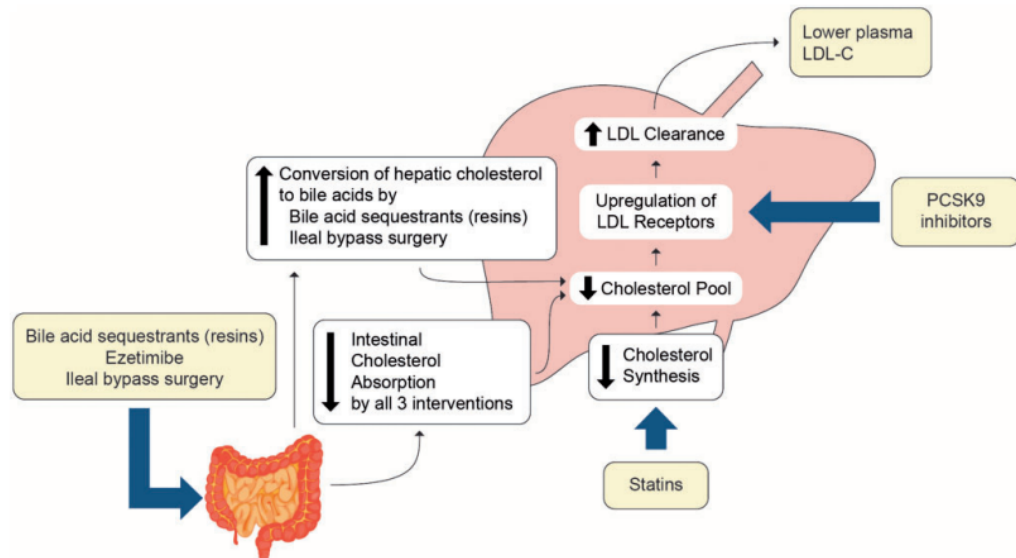 Lower plasma
LDL-C
LDL Clearance
Conversion of hepatic cholesterol
to bile acids by
Bile acid sequestrants (resins)
Ileal bypass surgery
Upregulation of
LDL Receptors
PCSK9
inhibitors
Cholesterol Pool
Bile acid sequestrants (resins)
Ezetimibe
Ileal bypass surgery
Intestinal
Cholesterol
Absorption
by all 3 interventions
Cholesterol
Synthesis
Statins